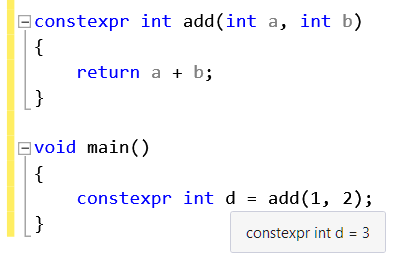 constexpr int add(int a, int b)
{
    return a + b;
}

void main()
{
    constexpr int d = add(1, 2);
}
constexpr int d = 3